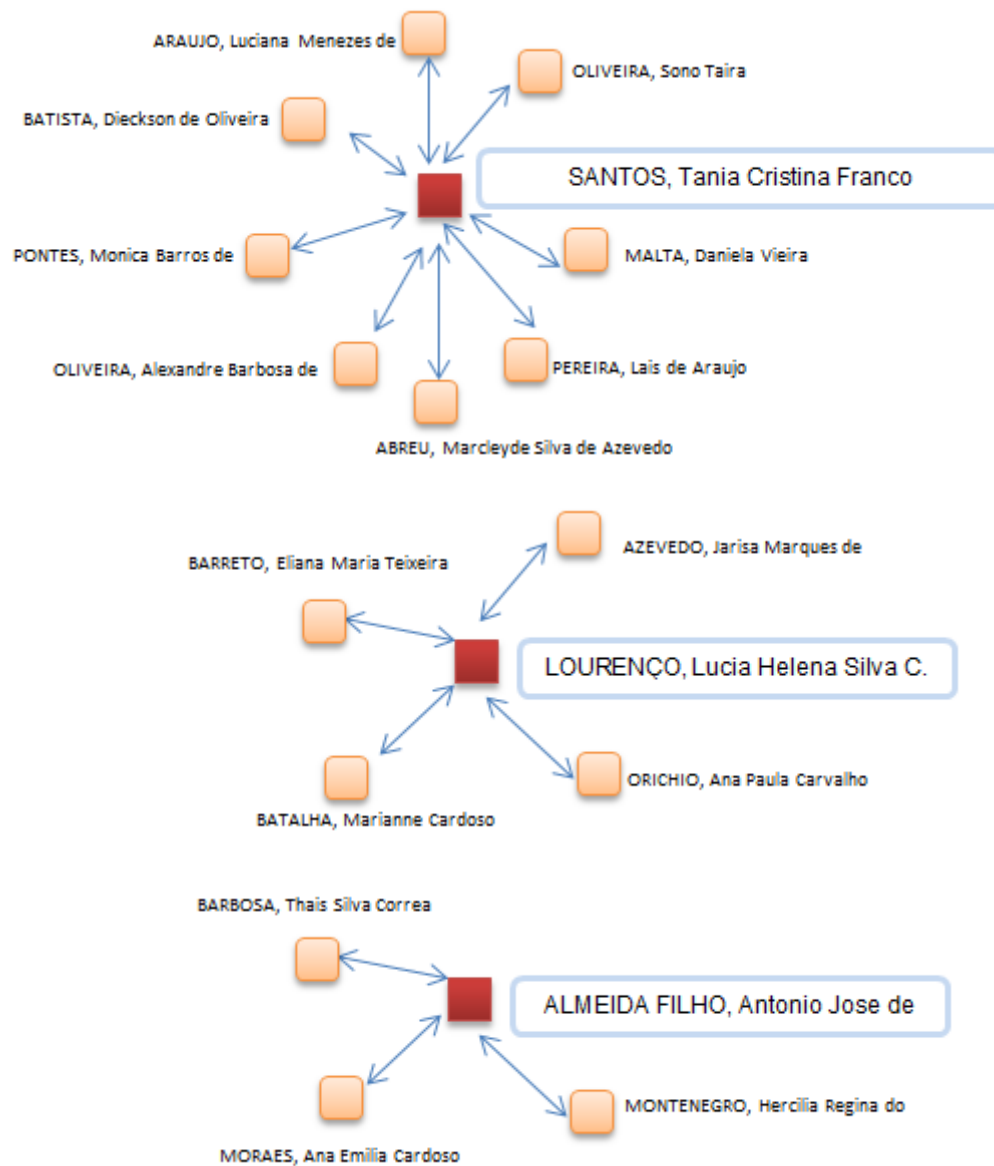 ARAUJO, Luciana Menezes de
OLIVEIRA, Sono Taira
BATISTA, Dieckson de Oliveira
SANTOS, Tania Cristina Franco
PONTES, Monica Barros de
MALTA, Daniela Vieira
OLIVEIRA, Alexandre Barbosa de
PEREIRA, Lais de Araujo
ABREU, Marcleyde Silva de Azevedo
AZEVEDO, Jarisa Marques de
BARRETO, Eliana Maria Teixeira
LOURENÇO, Lucia Helena Silva C.
ORICHIO, Ana Paula Carvalho
BATALHA, Marianne Cardoso
BARBOSA, Thais Silva Correa
ALMEIDA FILHO, Antonio Jose de
MONTENEGRO, Hercilia Regina do
MORAES, Ana Emilia Cardoso